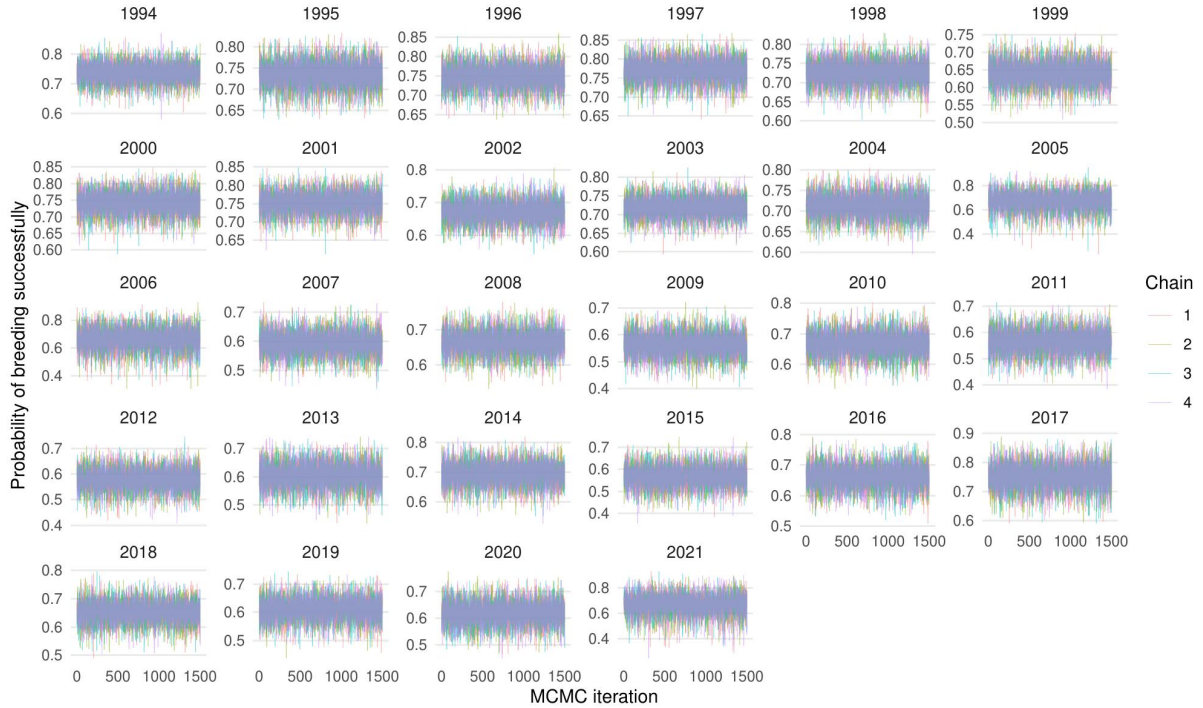 1994 1995 1996 1997 1998 1999
0.8 0.7 0.6
0.80 0.75 0.70 0.65
0.85 0.80 0.75 0.70 0.65
0.85 0.80 0.75 0.70 0.65
0.80 0.75 0.70 0.65 0.60
0.75 0.70 0.65 0.60 0.55 0.50
2000 2001 2002 2003 2004 2005
0.85 0.80 0.75 0.70 0.65 0.60
0.85 0.80 0.75 0.70 0.65
0.8 0.7 0.6
0.80 0.75 0.70 0.65 0.60
0.80 0.75 0.70 0.65 0.60
0.8 0.6 0.4
2006 2007 2008 2009 2010 2011
0.8 0.6 0.4
0.7 0.6 0.5
0.7 0.6
0.7 0.6 0.5 0.4
0.8 0.7 0.6
0.7 0.6 0.5 0.4
2012 2013 2014 2015 2016 2017
0.7 0.6 0.5 0.4
0.7 0.6 0.5
0.8 0.7 0.6
0.7 0.6 0.5 0.4
0.8 0.7 0.6 0.5
0.9 0.8 0.7 0.6
0 500 1000 1500 0 500 1000 1500
2018 2019 2020 2021
0.8 0.7 0.6 0.5
0.7 0.6 0.5
0.7 0.6 0.5
0.8 0.6 0.4
0 500 1000 1500 0 500 1000 1500 0 500 1000 1500 0 500 1000 1500
MCMC iteration
Probability of breeding successfully
Chain
1
2
3
4